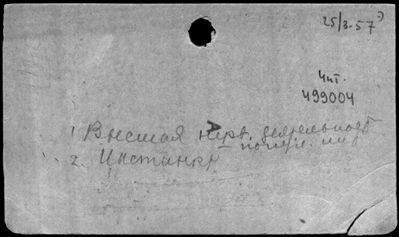 25/3-57
Чит.
499004
1 Высшая нерв. деятельность
2. Инстинкт